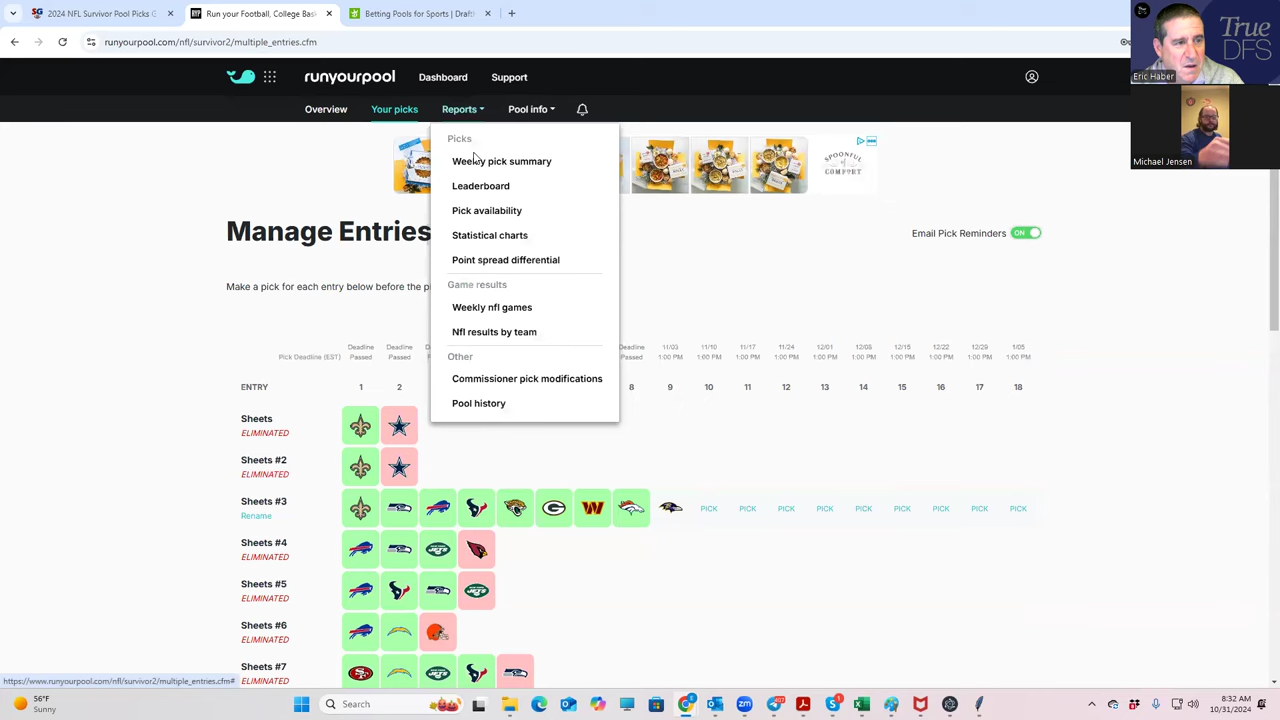 2024 NFL Survivor Pool Picks G
Run your Football, College Bask
Betting Pools for Sports | Draft
runyourpool.com/nfl/survivor2/multiple_entries.cfm
True
DFS
Eric Haber
Michael Jensen
runyourpool
Dashboard
Support
Overview
Your picks
Reports
Pool info
Picks
Weekly pick summary
Leaderboard
Pick availability
Statistical charts
Point spread differential
Game results
Weekly nfl games
Nfl results by team
Other
Commissioner pick modifications
Pool history
SPOONFUL
OF
COMFORT
Manage Entries
Email Pick Reminders
ON
Make a pick for each entry below before the p
Pick Deadline (EST)
Deadline Passed
Deadline Passed
Deadline Passed
11/03 1:00 PM
11/10 1:00 PM
11/17 1:00 PM
11/24 1:00 PM
12/01 1:00 PM
12/08 1:00 PM
12/15 1:00 PM
12/22 1:00 PM
12/29 1:00 PM
1/05 1:00 PM
ENTRY 1 2 8 9 10 11 12 13 14 15 16 17 18
Sheets
ELIMINATED
Sheets #2
ELIMINATED
Sheets #3
Rename
PICK PICK PICK PICK PICK PICK PICK PICK PICK
Sheets #4
ELIMINATED
Sheets #5
ELIMINATED
Sheets #6
ELIMINATED
Sheets #7
ELIMINATED
https://www.runyourpool.com/nfl/survivor2/multiple_entries.cfm#
56°F
Sunny
Search
8:32 AM
10/31/2024